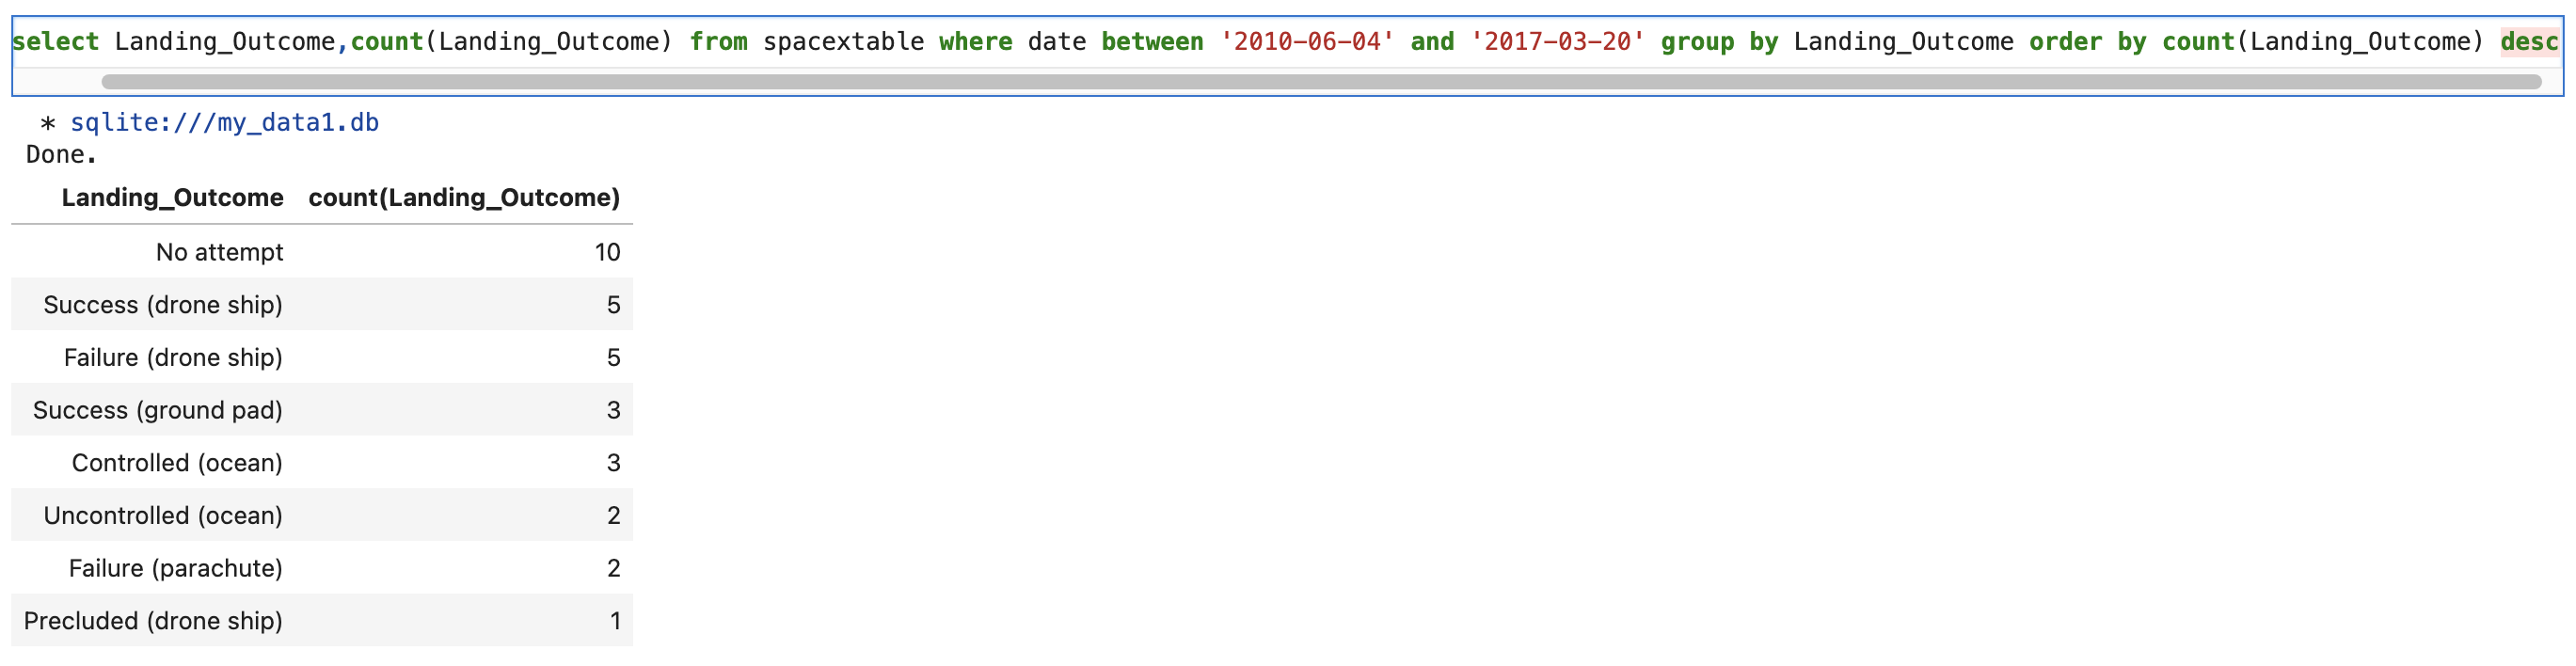 select Landing_Outcome,count(Landing_Outcome) from spacextable where date between '2010-06-04' and '2017-03-20' group by Landing_Outcome order by count(Landing_Outcome) desc
* sqlite:///my_data1.db
Done.
Landing_Outcome count(Landing_Outcome)
No attempt 10
Success (drone ship) 5
Failure (drone ship) 5
Success (ground pad) 3
Controlled (ocean) 3
Uncontrolled (ocean) 2
Failure (parachute) 2
Precluded (drone ship) 1